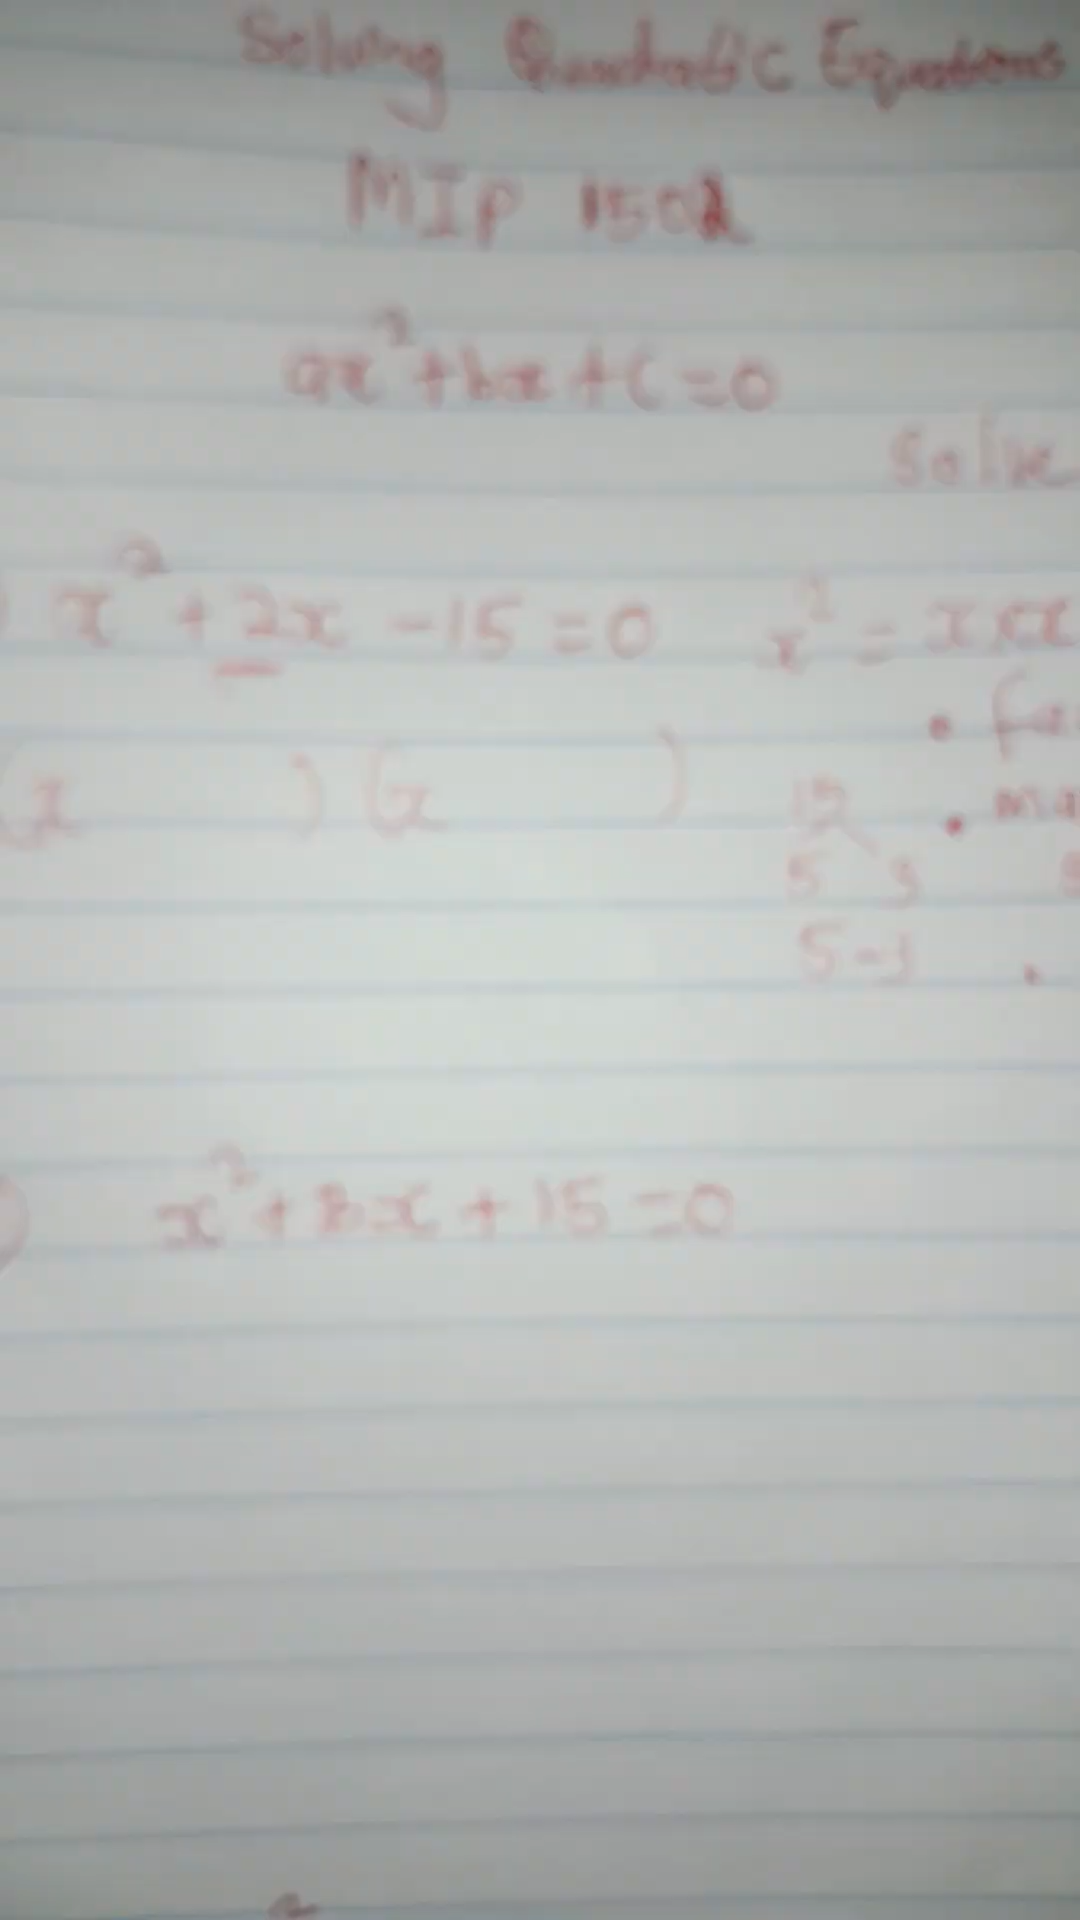 Solving Quadratic Equations
MIP 1502
ax² + bx + c = 0
Solve
x² + 2x - 15 = 0
x² = x × x
(x ) (x )
15
5 3
5 - 3
x² + 8x + 15 = 0